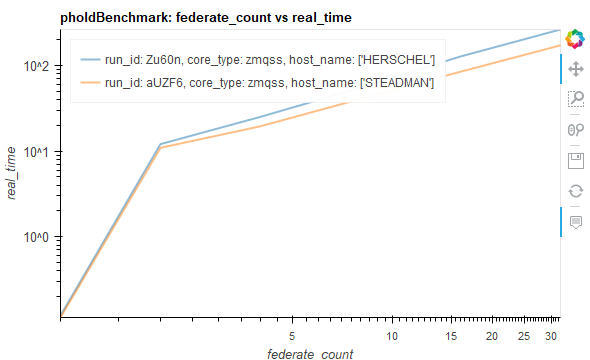 pholdBenchmark: federate_count vs real_time
run_id: Zu60n, core_type: zmqss, host_name: ['HERSCHEL']
run_id: aUZF6, core_type: zmqss, host_name: ['STEADMAN']
10^2
10^1
10^0
real_time
5 10 15 20 25 30
federate_count